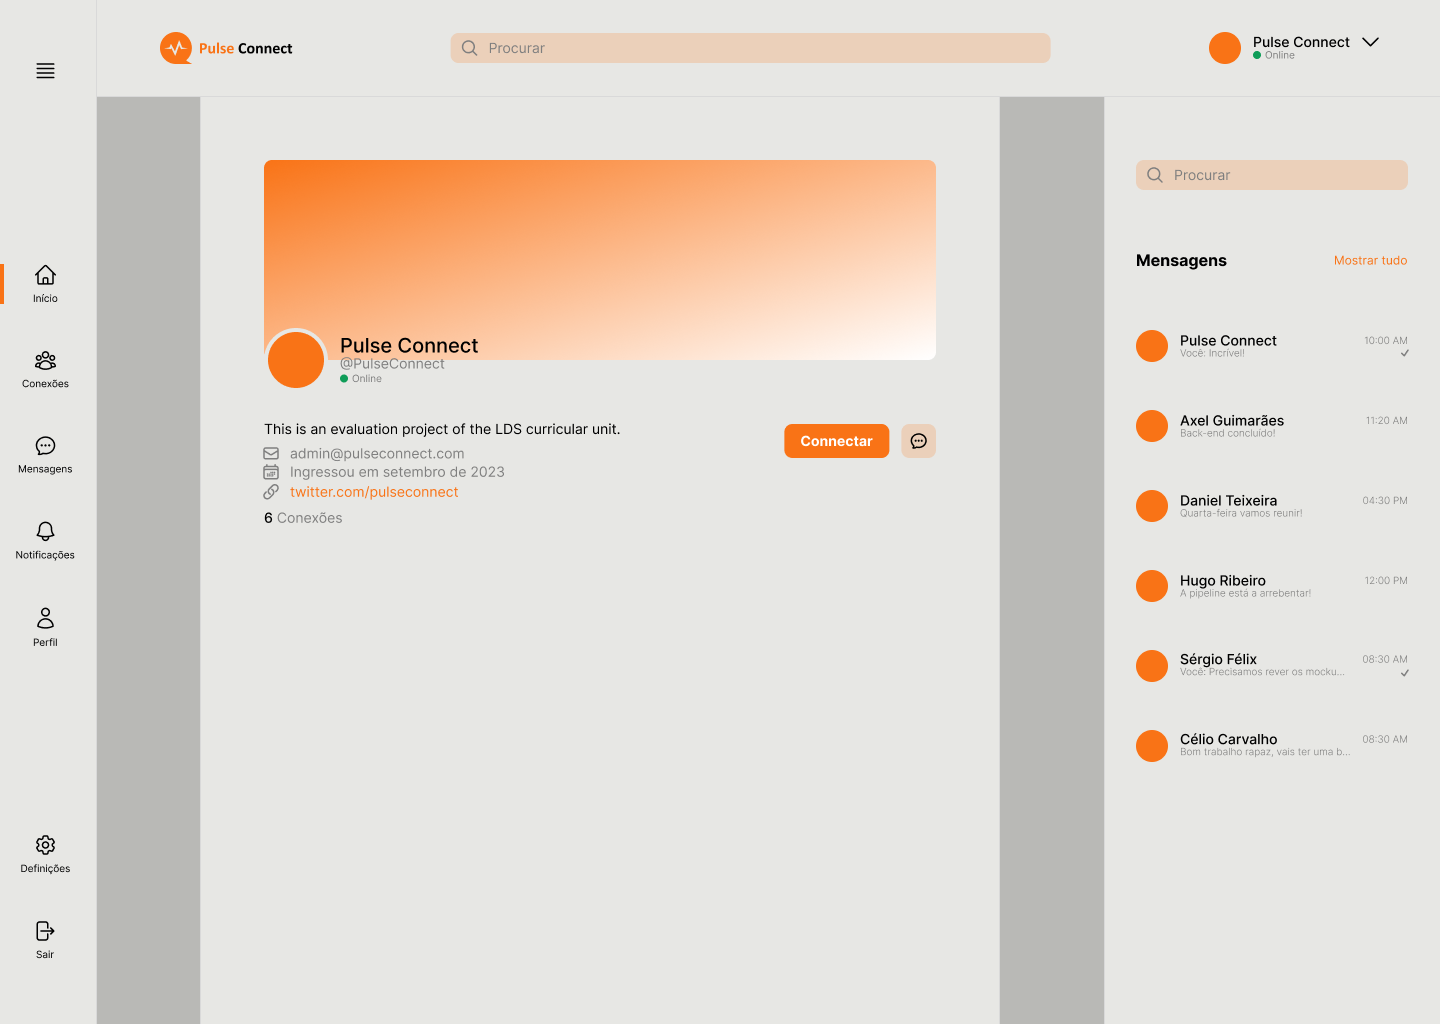 Pulse Connect
Procurar
Pulse Connect
Online
Início
Conexões
Mensagens
Notificações
Perfil
Definições
Sair
Pulse Connect
@PulseConnect
Online
This is an evaluation project of the LDS curricular unit.
admin@pulseconnect.com
Ingressou em setembro de 2023
twitter.com/pulseconnect
6 Conexões
Connectar
Procurar
Mensagens
Mostrar tudo
Pulse Connect
10:00 AM
Você: Incrível!
Axel Guimarães
11:20 AM
Back-end concluído!
Daniel Teixeira
04:30 PM
Quarta-feira vamos reunir!
Hugo Ribeiro
12:00 PM
A pipeline está a arrebentar!
Sérgio Félix
08:30 AM
Você: Precisamos rever os mocku...
Célio Carvalho
08:30 AM
Bom trabalho rapaz, vais ter uma b...